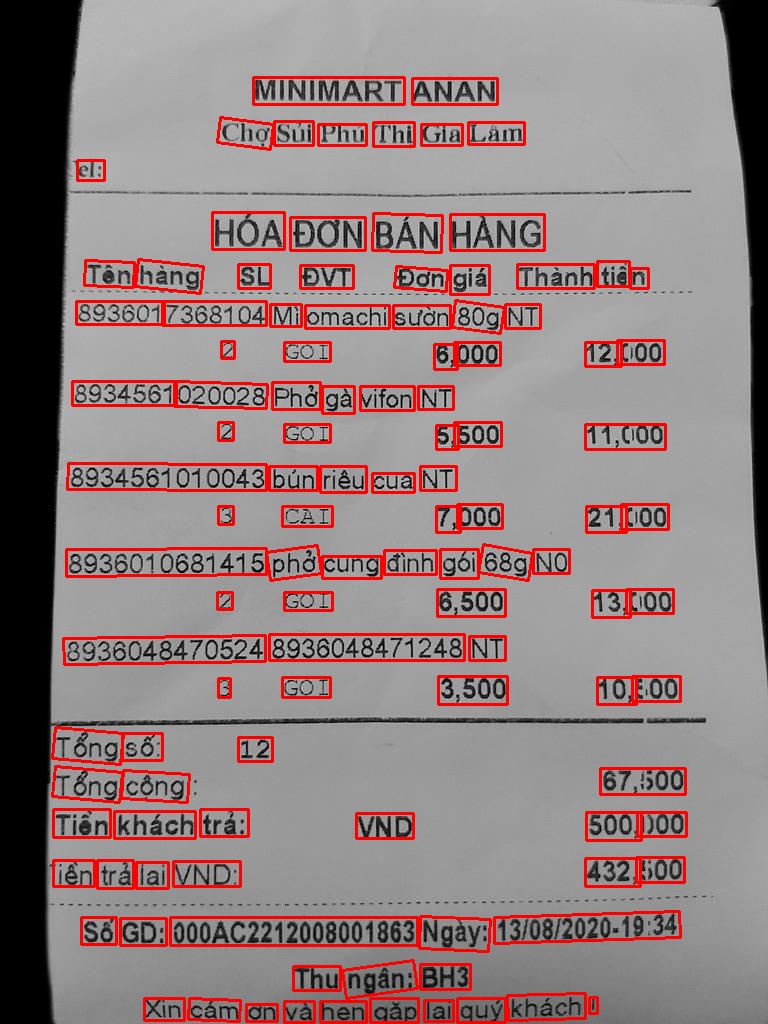 MINIMART ANAN
Chợ Sủi Phú Thị Gia Lâm
Tel:
HÓA ĐƠN BÁN HÀNG
Tên hàng SL ĐVT Đơn giá Thành tiền
8936017368104 Mì omachi sườn 80g NT
2 GOI 6,000 12,000
8934561020028 Phở gà vifon NT
2 GOI 5,500 11,000
8934561010043 bún riêu cua NT
3 CAI 7,000 21,000
8936010681415 phở cung đình gói 68g N0
2 GOI 6,500 13,000
8936048470524 8936048471248 NT
3 GOI 3,500 10,500
Tổng số: 12
Tổng công : 67,500
Tiền khách trả: VND 500,000
Tiền trả lai VND: 432,500
Số GD: 000AC2212008001863 Ngày: 13/08/2020-19:34
Thu ngân: BH3
Xin cám ơn và hẹn gặp lại quý khách !